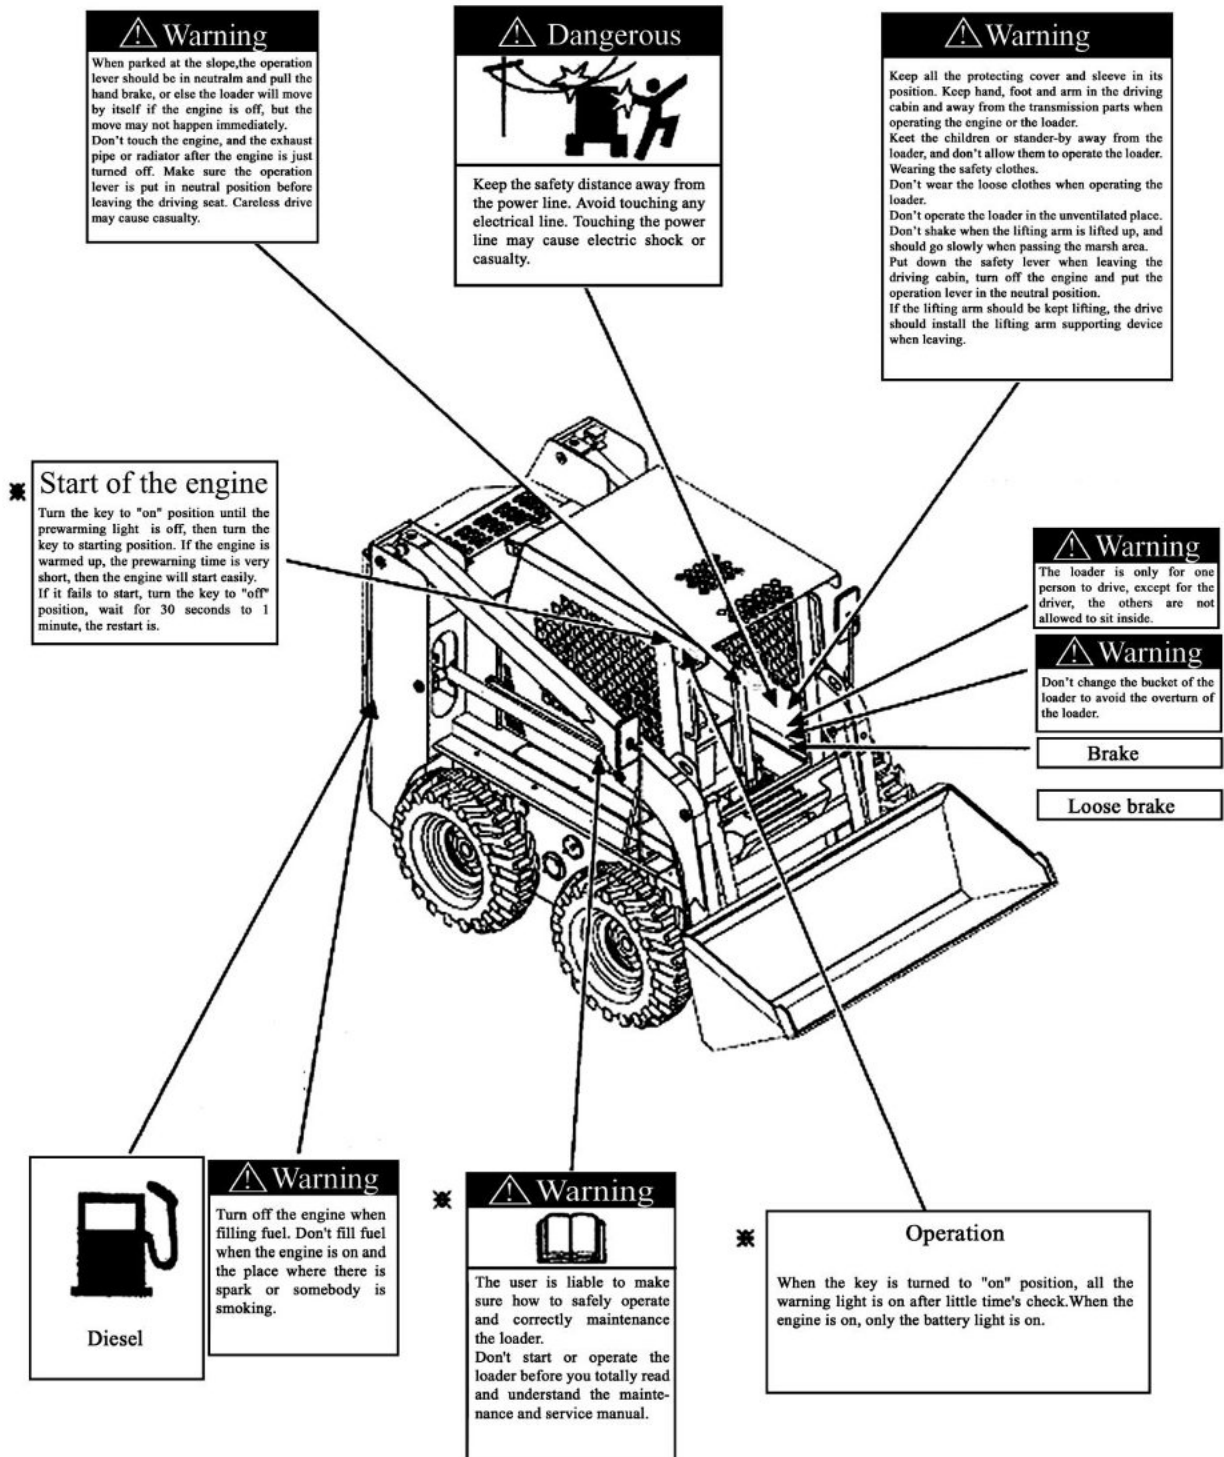 Warning
When parked at the slope,the operation
lever should be in neutralm and pull the
hand brake, or else the loader will move
by itself if the engine is off, but the
move may not happen immediately.
Don't touch the engine, and the exhaust
pipe or radiator after the engine is just
turned off. Make sure the operation
lever is put in neutral position before
leaving the driving seat. Careless drive
may cause casualty.
Dangerous
Keep the safety distance away from
the power line. Avoid touching any
electrical line. Touching the power
line may cause electric shock or
casualty.
Warning
Keep all the protecting cover and sleeve in its
position. Keep hand, foot and arm in the driving
cabin and away from the transmission parts when
operating the engine or the loader.
Keet the children or stander-by away from the
loader, and don't allow them to operate the loader.
Wearing the safety clothes.
Don't wear the loose clothes when operating the
loader.
Don't operate the loader in the unventilated place.
Don't shake when the lifting arm is lifted up, and
should go slowly when passing the marsh area.
Put down the safety lever when leaving the
driving cabin, turn off the engine and put the
operation lever in the neutral position.
If the lifting arm should be kept lifting, the drive
should install the lifting arm supporting device
when leaving.
※ Start of the engine
Turn the key to "on" position until the
prewarming light is off, then turn the
key to starting position. If the engine is
warmed up, the prewarning time is very
short, then the engine will start easily.
If it fails to start, turn the key to "off"
position, wait for 30 seconds to 1
minute, the restart is.
Warning
The loader is only for one
person to drive, except for the
driver, the others are not
allowed to sit inside.
Warning
Don't change the bucket of the
loader to avoid the overturn of
the loader.
Brake
Loose brake
Diesel
Warning
Turn off the engine when
filling fuel. Don't fill fuel
when the engine is on and
the place where there is
spark or somebody is
smoking.
※ Warning
The user is liable to make
sure how to safely operate
and correctly maintenance
the loader.
Don't start or operate the
loader before you totally read
and understand the mainte-
nance and service manual.
※ Operation
When the key is turned to "on" position, all the
warning light is on after little time's check.When the
engine is on, only the battery light is on.